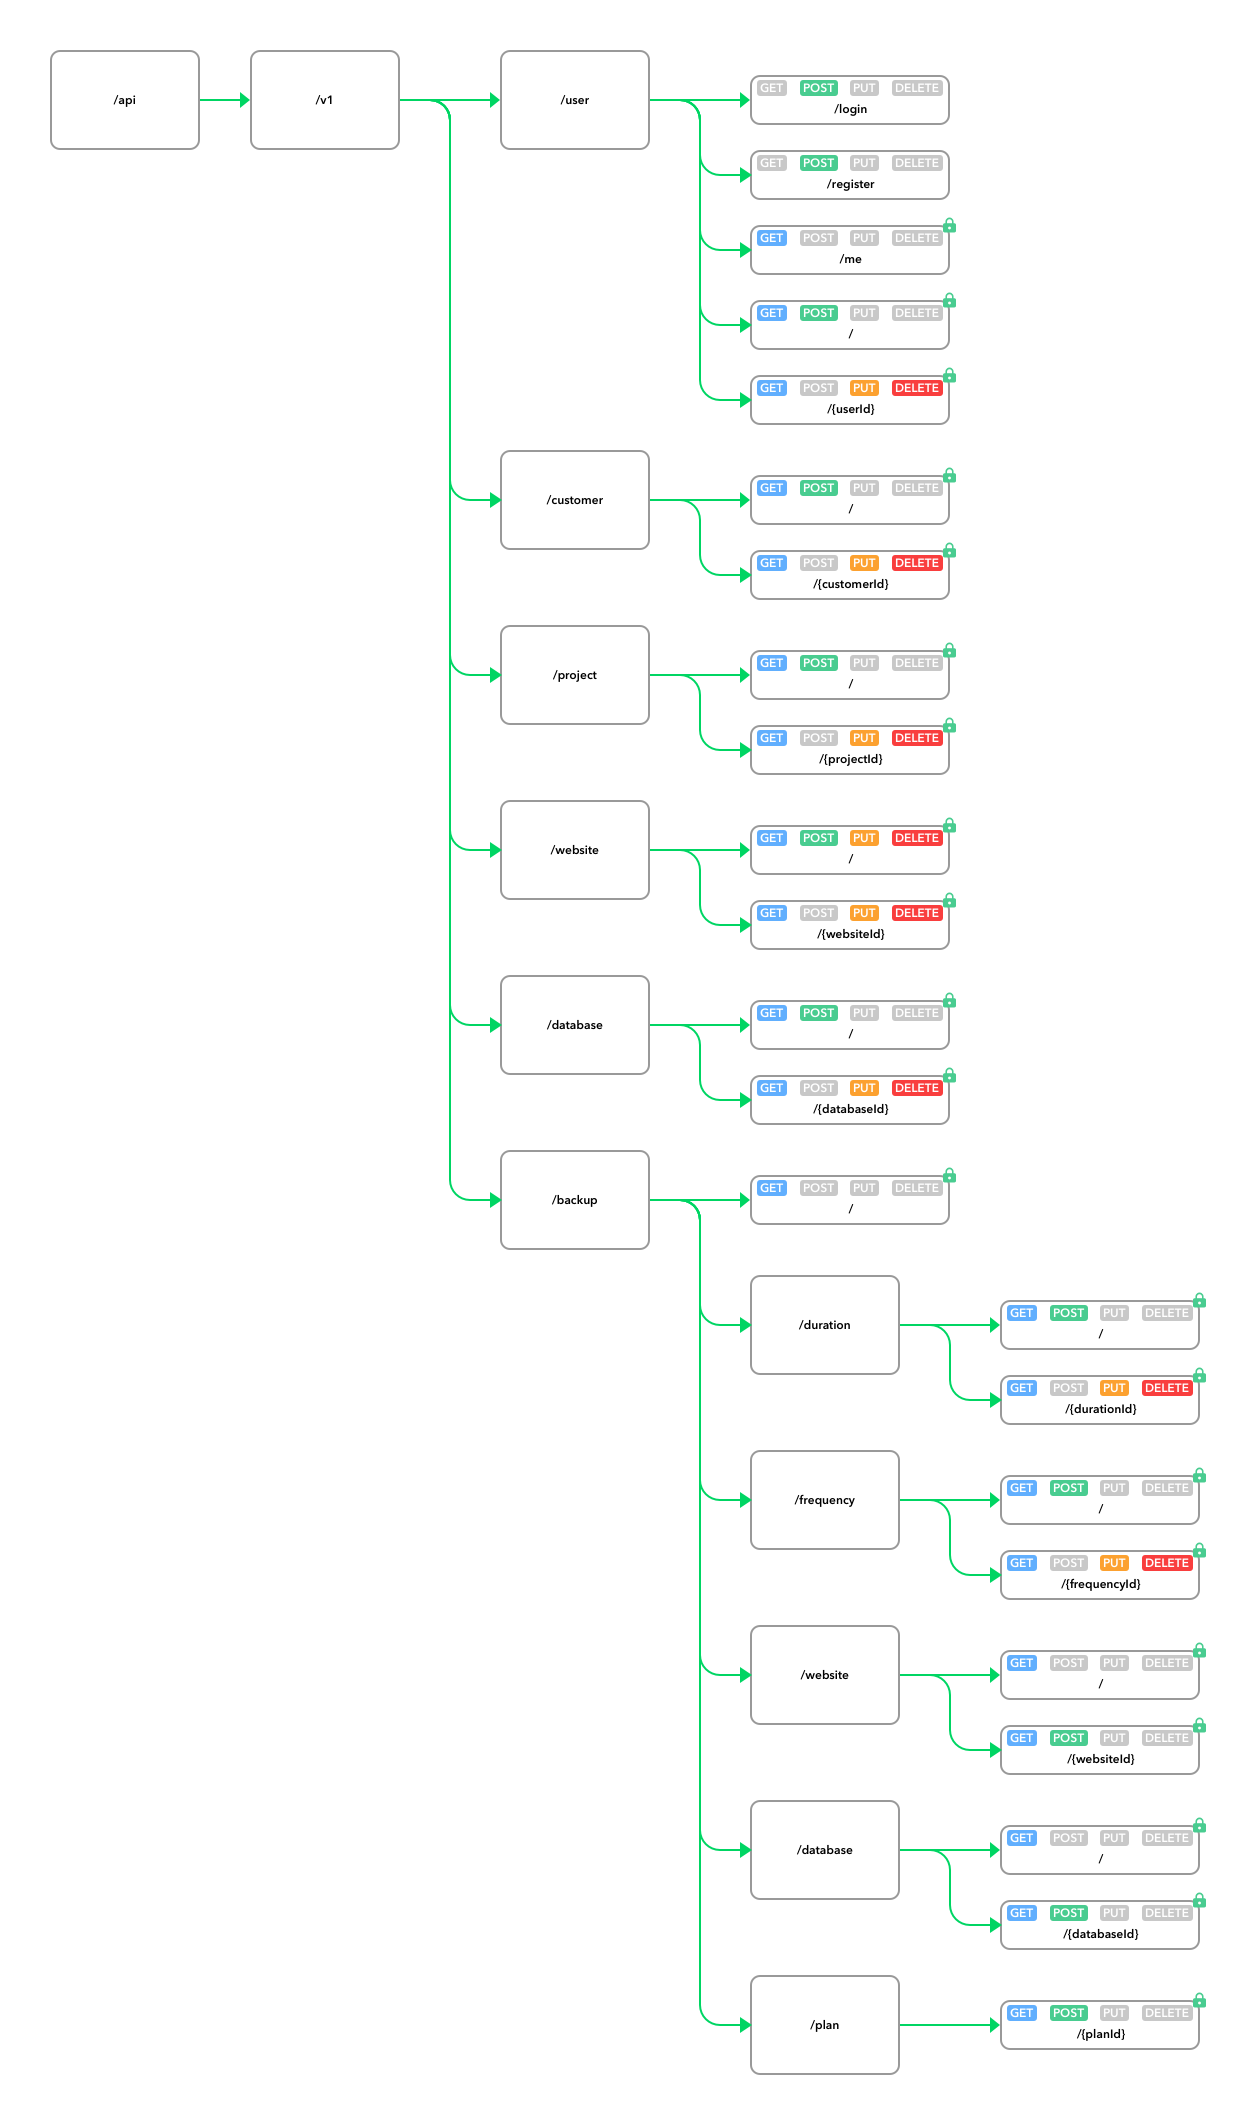 /api
/v1
/user
GET POST PUT DELETE
/login
GET POST PUT DELETE
/register
GET POST PUT DELETE
/me
GET POST PUT DELETE
/
GET POST PUT DELETE
/{userId}
/customer
GET POST PUT DELETE
/
GET POST PUT DELETE
/{customerId}
/project
GET POST PUT DELETE
/
GET POST PUT DELETE
/{projectId}
/website
GET POST PUT DELETE
/
GET POST PUT DELETE
/{websiteId}
/database
GET POST PUT DELETE
/
GET POST PUT DELETE
/{databaseId}
/backup
GET POST PUT DELETE
/
/duration
GET POST PUT DELETE
/
GET POST PUT DELETE
/{durationId}
/frequency
GET POST PUT DELETE
/
GET POST PUT DELETE
/{frequencyId}
/website
GET POST PUT DELETE
/
GET POST PUT DELETE
/{websiteId}
/database
GET POST PUT DELETE
/
GET POST PUT DELETE
/{databaseId}
/plan
GET POST PUT DELETE
/{planId}